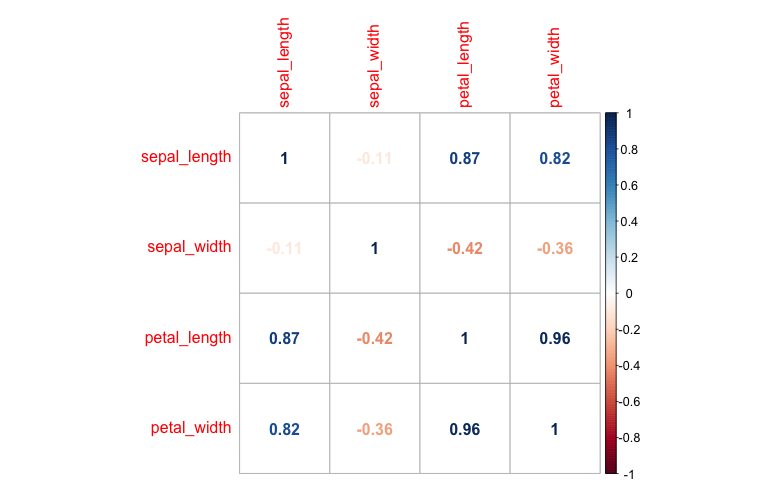 sepal_length sepal_width petal_length petal_width
sepal_length 1 -0.11 0.87 0.82
sepal_width -0.11 1 -0.42 -0.36
petal_length 0.87 -0.42 1 0.96
petal_width 0.82 -0.36 0.96 1
1
0.8
0.6
0.4
0.2
0
-0.2
-0.4
-0.6
-0.8
-1